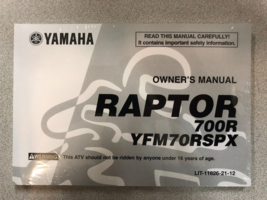 YAMAHA
READ THIS MANUAL CAREFULLY!
It contains important safety information.
OWNER'S MANUAL
RAPTOR
700R
YFM70RSPX
WARNING
This ATV should not be ridden by anyone under 16 years of age.
LIT-11626-21-12